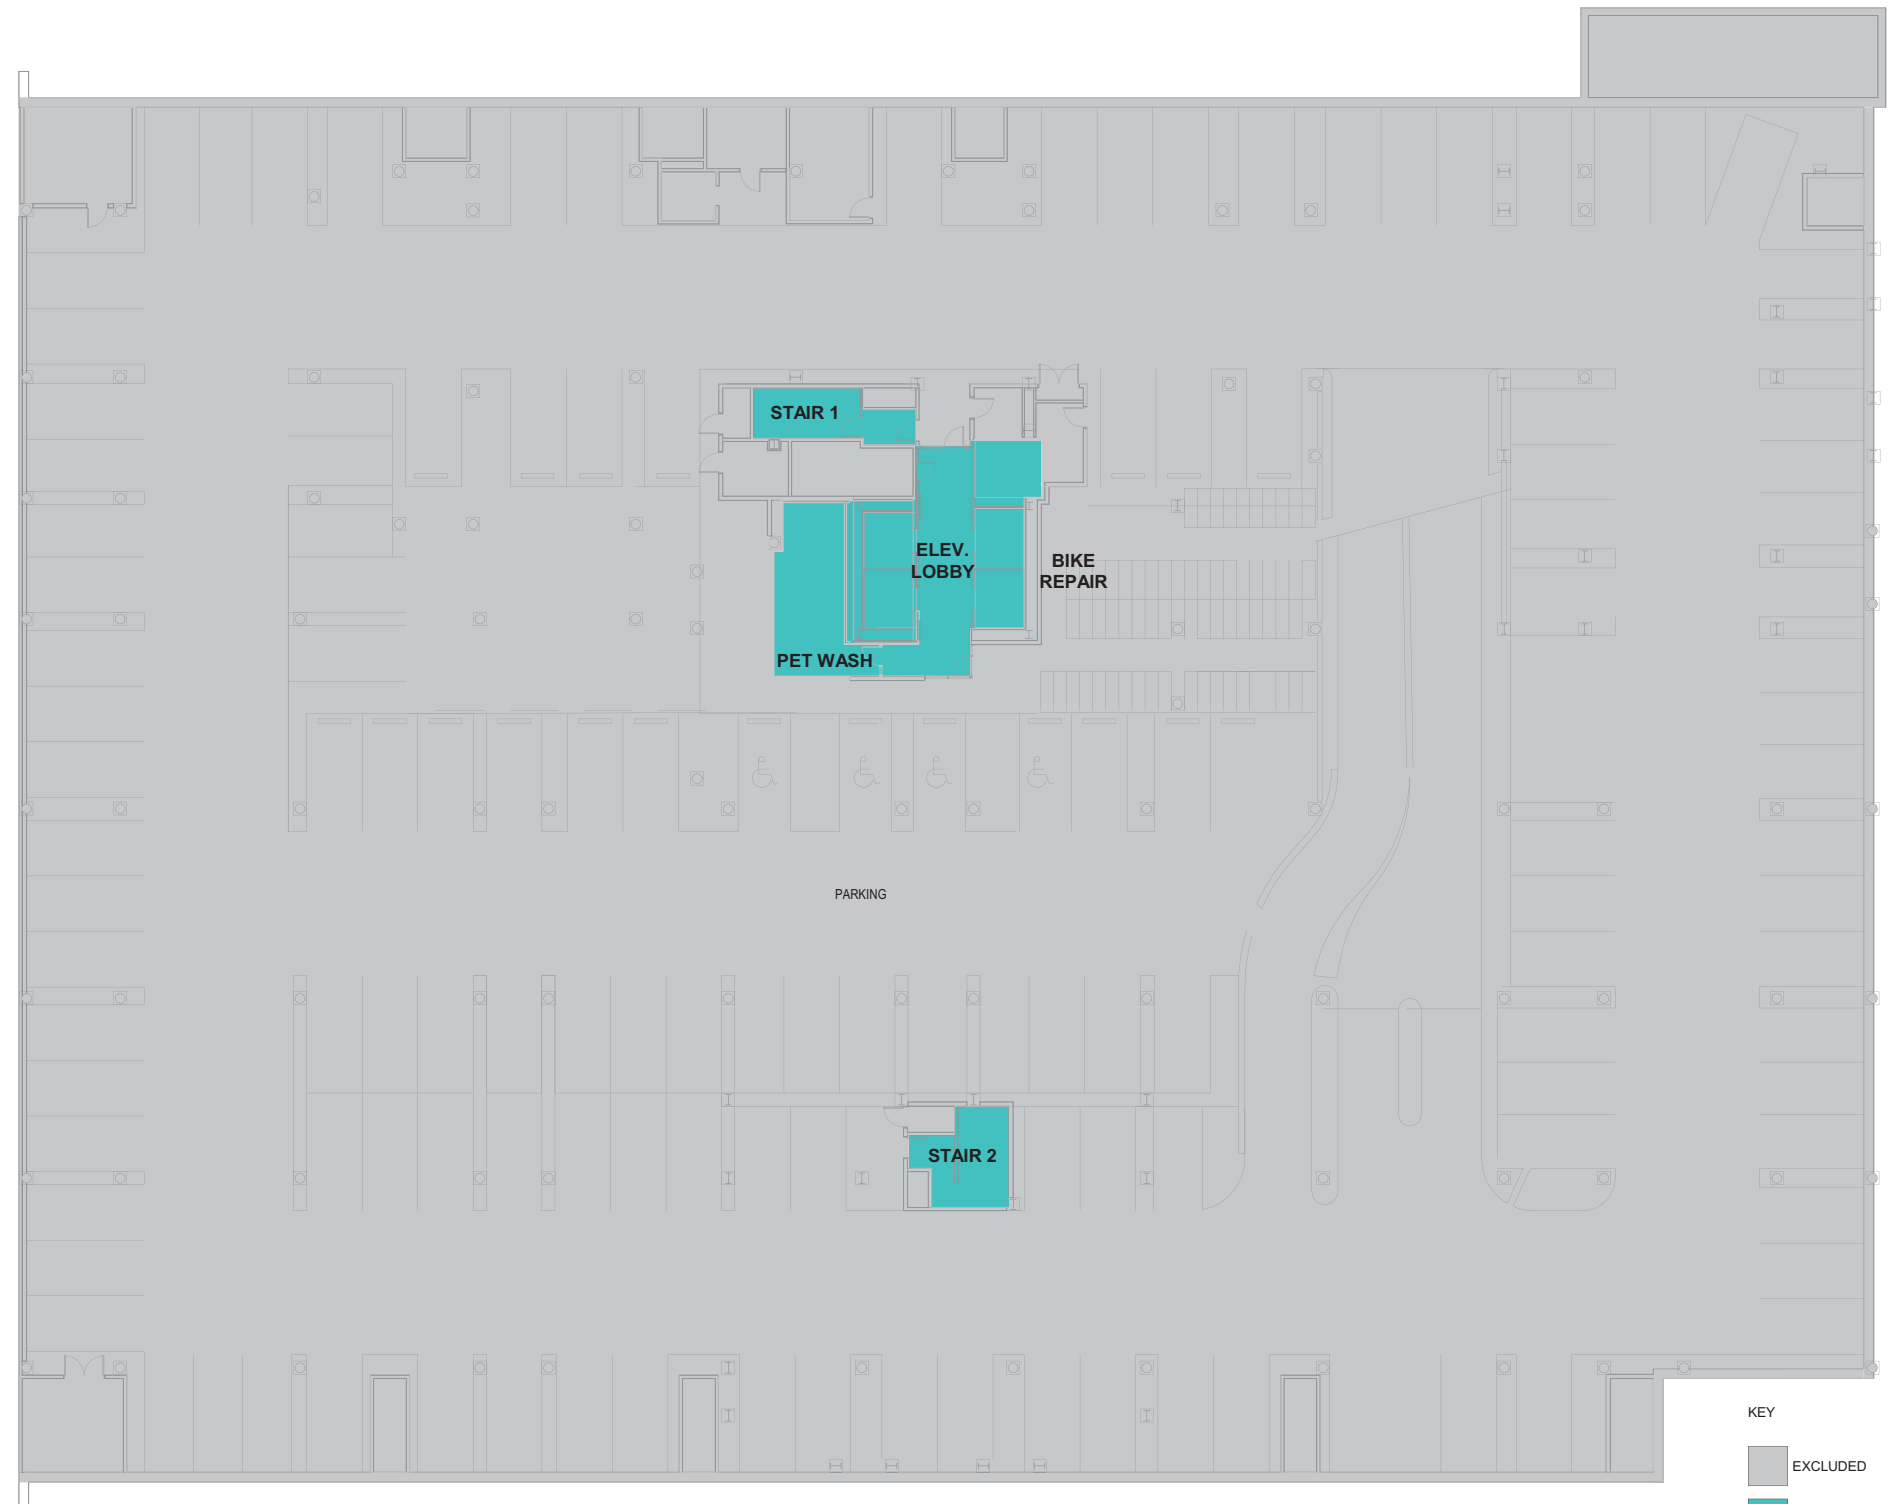 STAIR 1
ELEV.
LOBBY
BIKE
REPAIR
PET WASH
PARKING
STAIR 2
KEY
EXCLUDED